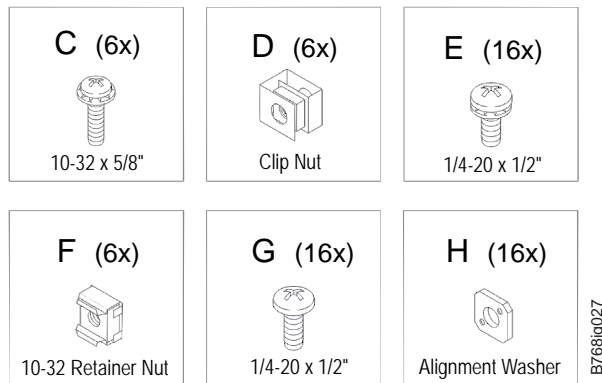 C (6x)
10-32 x 5/8"
D (6x)
Clip Nut
E (16x)
1/4-20 x 1/2"
F (6x)
10-32 Retainer Nut
G (16x)
1/4-20 x 1/2"
H (16x)
Alignment Washer
B768ig027